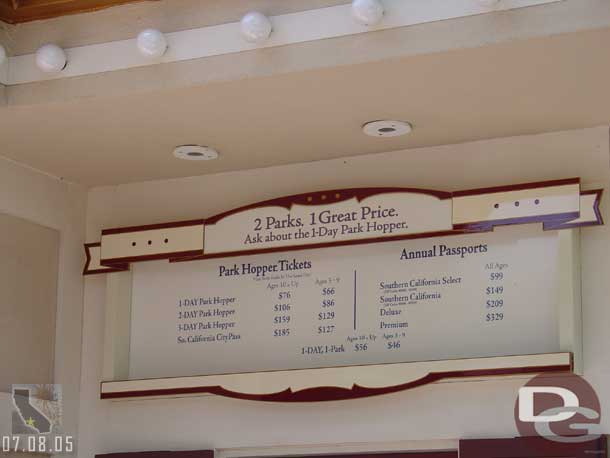 2 Parks. 1 Great Price.
Ask about the 1-Day Park Hopper.
Park Hopper Tickets
Ages 10 & Up Ages 3 - 9
1-DAY Park Hopper $76 $66
2-DAY Park Hopper $106 $86
3-DAY Park Hopper $159 $129
So. California CityPass $185 $127
Annual Passports
All Ages
Southern California Select $99
Southern California $149
Deluxe $209
Premium $329
Ages 10 & Up Ages 3 - 9
1-DAY, 1-Park $56 $46
07.08.05
DG